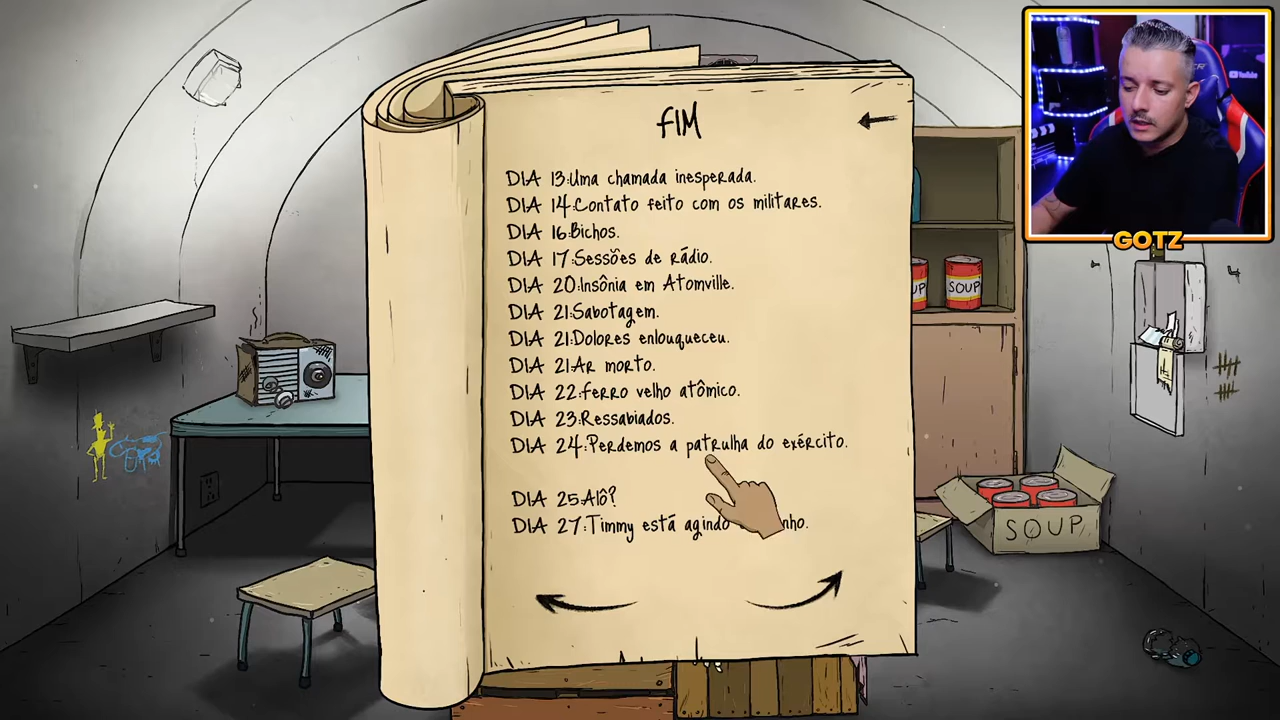 FIM
DIA 13:Uma chamada inesperada.
DIA 14:Contato feito com os militares.
DIA 16:Bichos.
DIA 17:Sessões de rádio.
DIA 20:Insônia em Atomville.
DIA 21:Sabotagem.
DIA 21:Dolores enlouqueceu.
DIA 21:Ar morto.
DIA 22:Ferro velho atômico.
DIA 23:Ressabiados.
DIA 24:Perdemos a patrulha do exército.
DIA 25:Alô?
DIA 27:Timmy está agindo
GOTZ
SOUP
SOUP
YouTube